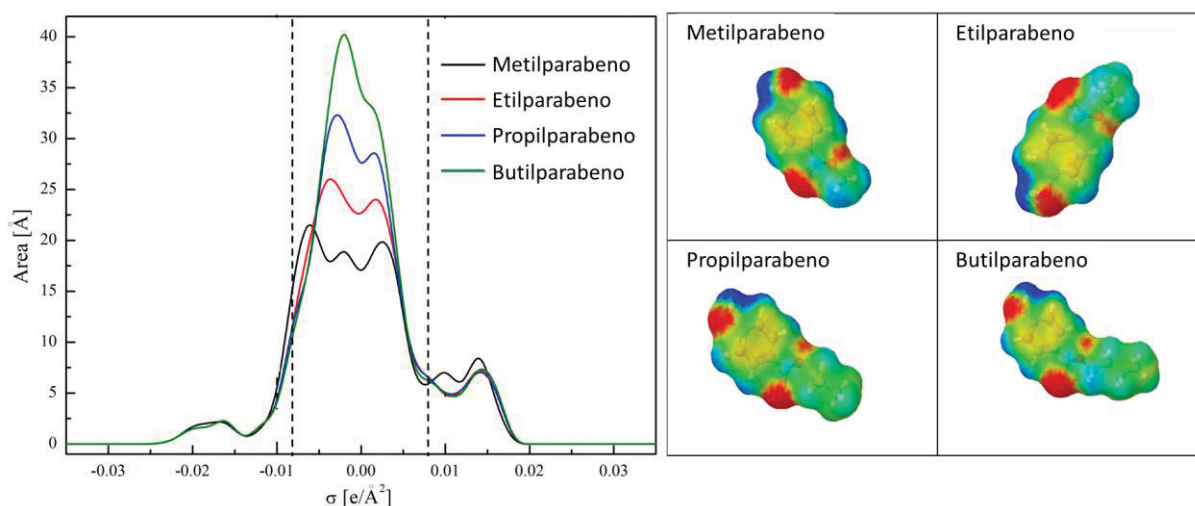 40
35
30
25
20
15
10
5
0
Area [Å]
-0.03 -0.02 -0.01 0.00 0.01 0.02 0.03
σ [e/Å²]
Metilparabeno
Etilparabeno
Propilparabeno
Butilparabeno
Metilparabeno
Etilparabeno
Propilparabeno
Butilparabeno